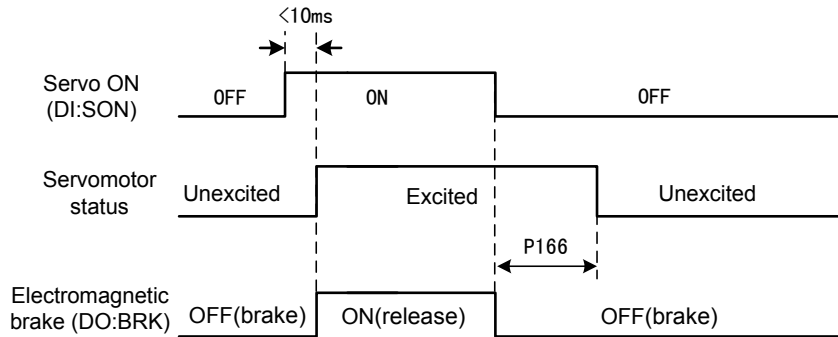 <10ms
Servo ON
(DI:SON)
OFF
ON
OFF
Servomotor
status
Unexcited
Excited
Unexcited
P166
Electromagnetic
brake (DO:BRK)
OFF(brake)
ON(release)
OFF(brake)